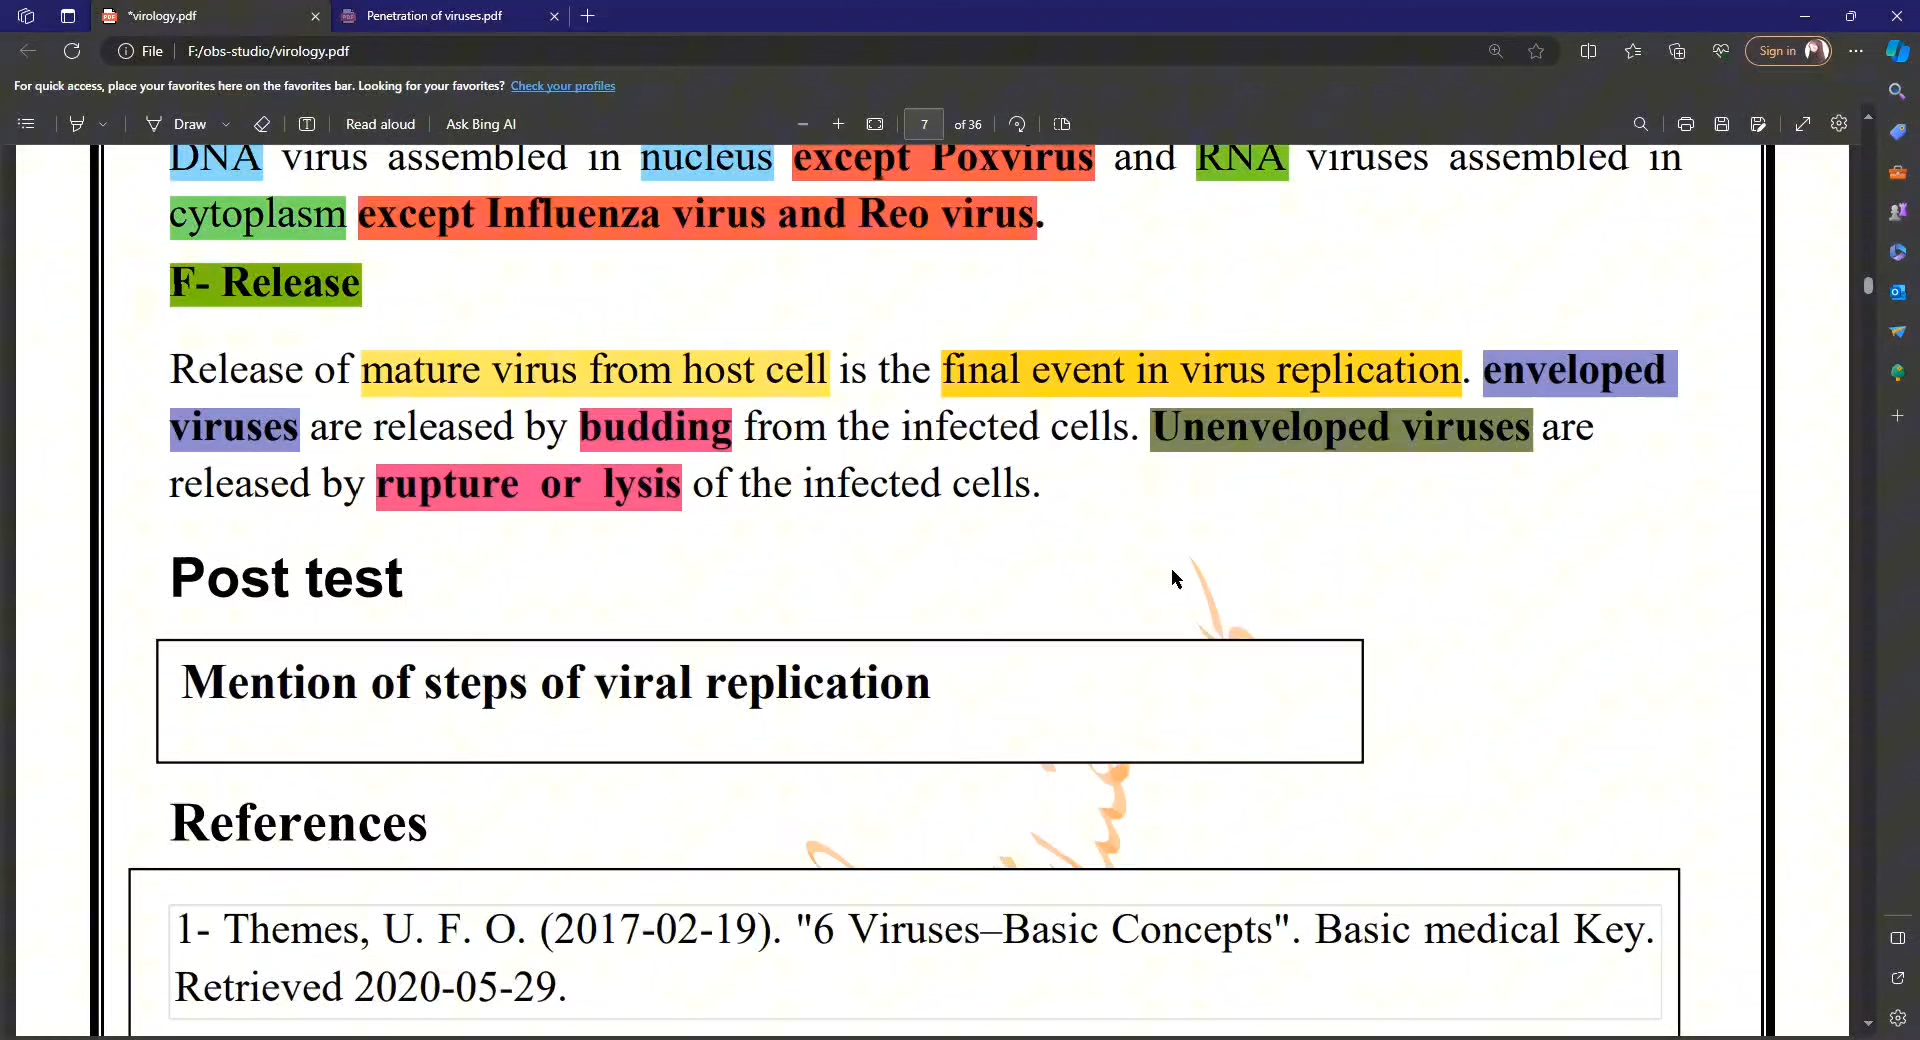 *virology.pdf
Penetration of viruses.pdf
File F:/obs-studio/virology.pdf
Sign in
For quick access, place your favorites here on the favorites bar. Looking for your favorites? Check your profiles
Draw Read aloud Ask Bing AI 7 of 36
DNA virus assembled in nucleus except Poxvirus and RNA viruses assembled in
cytoplasm except Influenza virus and Reo virus.
F- Release
Release of mature virus from host cell is the final event in virus replication. enveloped
viruses are released by budding from the infected cells. Unenveloped viruses are
released by rupture or lysis of the infected cells.
Post test
Mention of steps of viral replication
References
1- Themes, U. F. O. (2017-02-19). "6 Viruses–Basic Concepts". Basic medical Key.
Retrieved 2020-05-29.